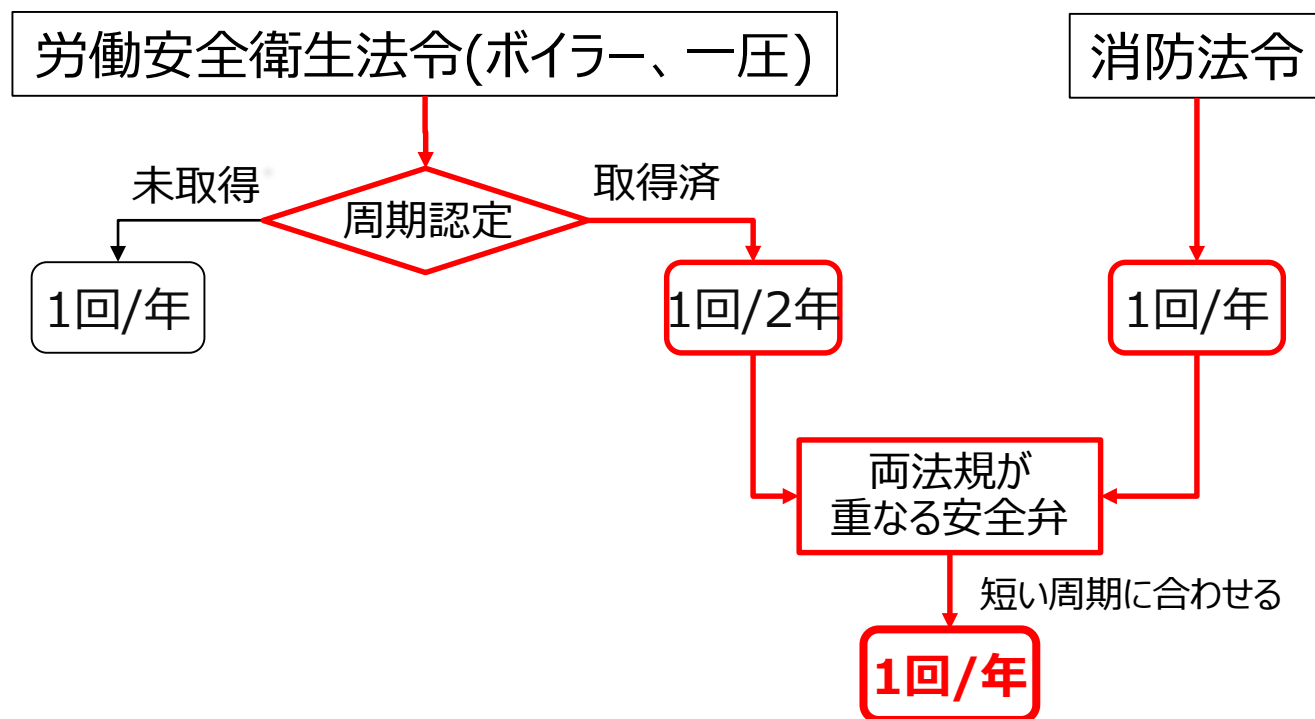 労働安全衛生法令(ボイラー、一圧)
消防法令
未取得
取得済
周期認定
1回/年
1回/2年
1回/年
両法規が
重なる安全弁
短い周期に合わせる
1回/年